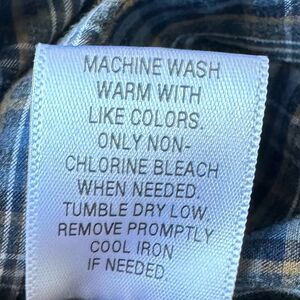 MACHINE WASH
WARM WITH
LIKE COLORS.
ONLY NON-
CHLORINE BLEACH
WHEN NEEDED.
TUMBLE DRY LOW,
REMOVE PROMPTLY
COOL IRON
IF NEEDED.